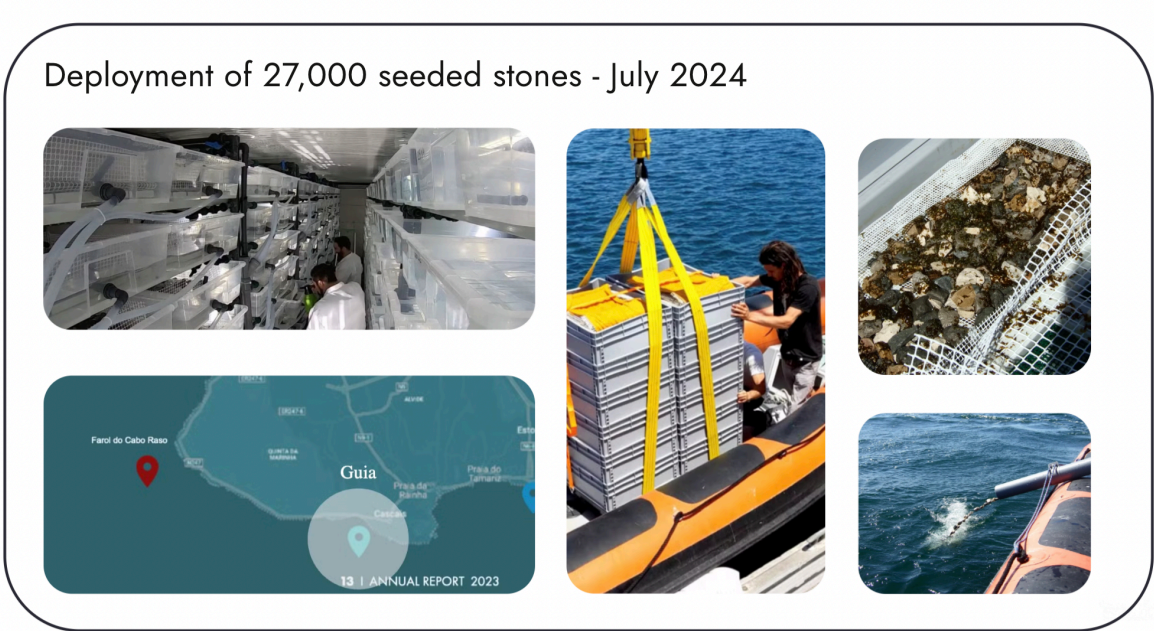 Deployment of 27,000 seeded stones - July 2024
Farol do Cabo Raso
QUINTA DA
MARINHA
ALVIDE
Guia
Praia da
Rainha
Praia do
Tamariz
Cascais
13 | ANNUAL REPORT 2023